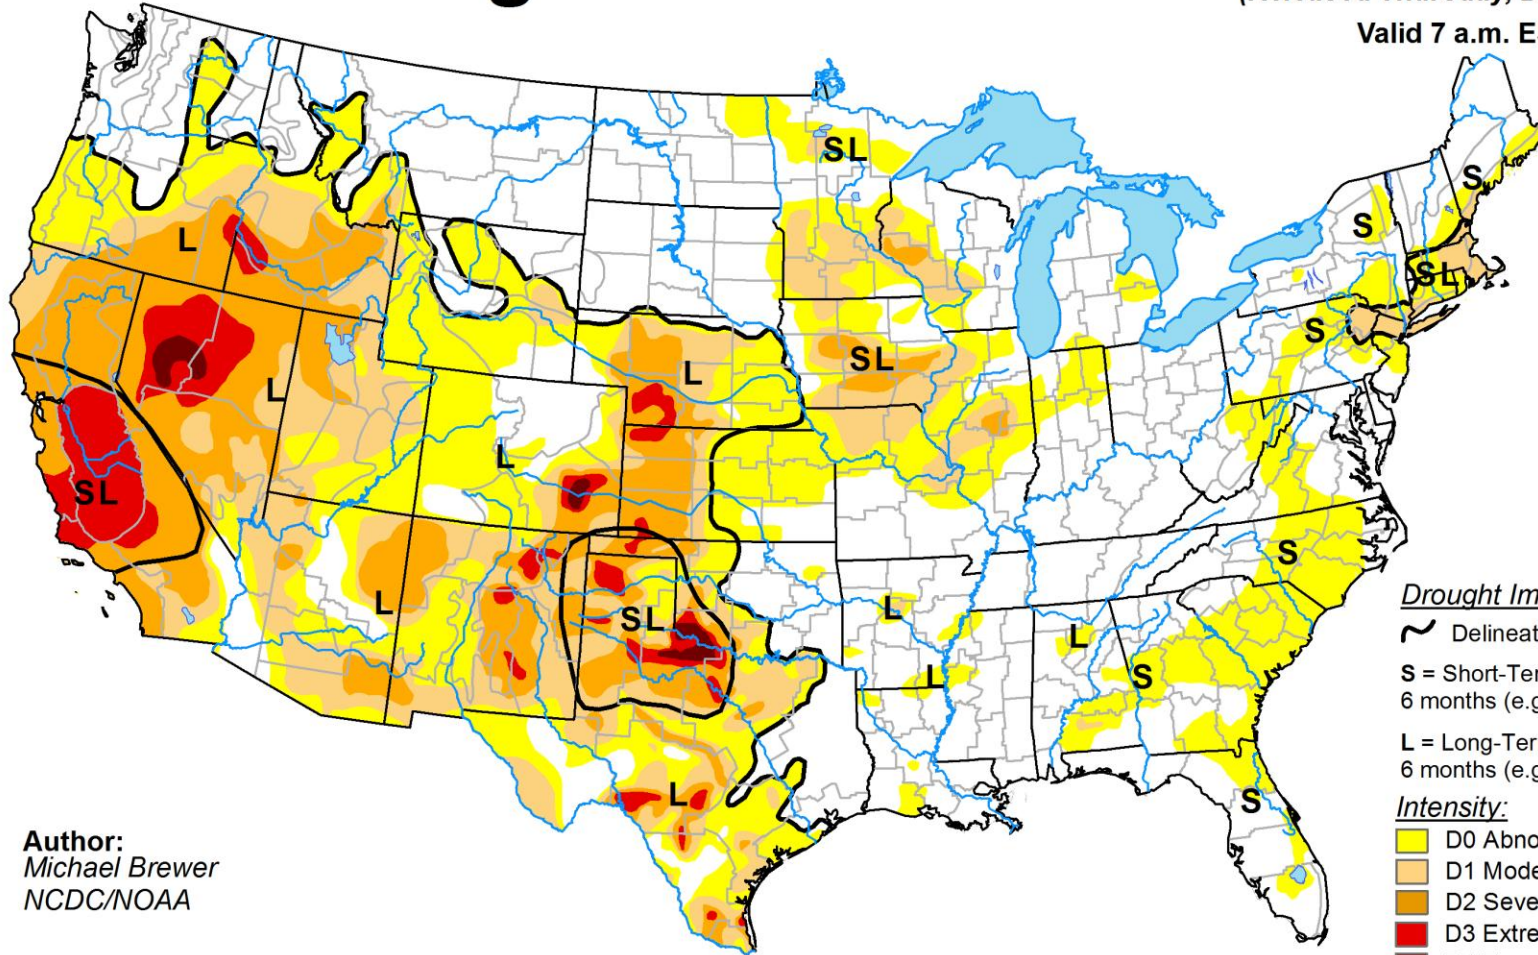 Valid 7 a.m. E
SL
S
S
SL
L
S
L
SL
L
L
SL
S
L
L
SL
L
L
S
L
S
L
Drought Im
Delineat
S = Short-Ter
6 months (e.g
L = Long-Ter
6 months (e.g
Intensity:
D0 Abno
D1 Mode
D2 Seve
D3 Extre
Author:
Michael Brewer
NCDC/NOAA